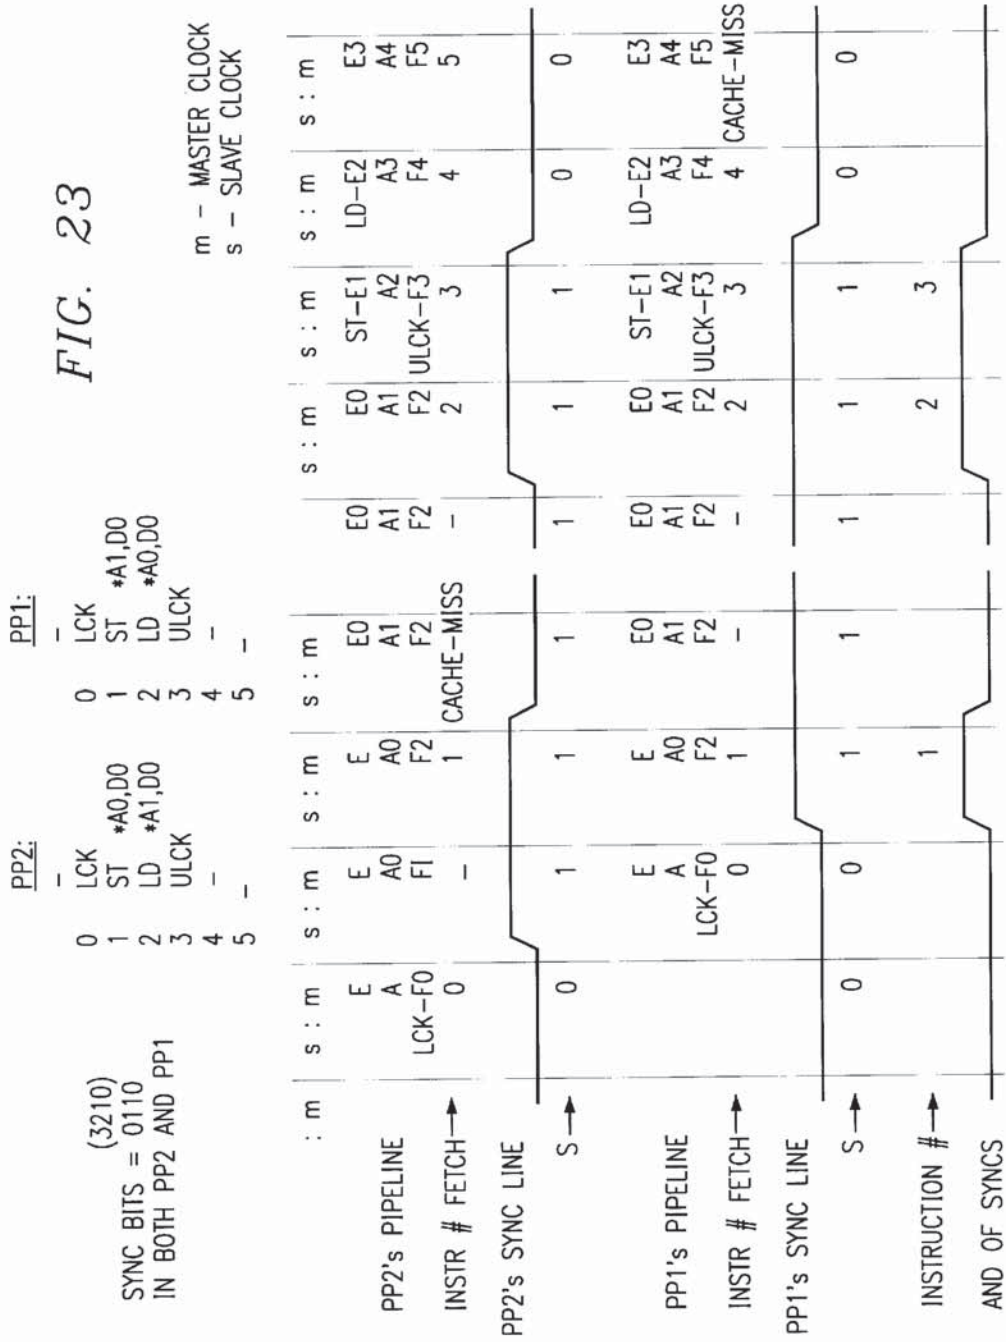 FIG. 23
(3210)
SYNC BITS = 0110
IN BOTH PP2 AND PP1
PP2:
–
0 LCK
1 ST *A0,D0
2 LD *A1,D0
3 ULCK
4 –
5 –
PP1:
–
0 LCK
1 ST *A1,D0
2 LD *A0,D0
3 ULCK
4 –
5 –
m – MASTER CLOCK
s – SLAVE CLOCK
: m s : m s : m s : m s : m s : m s : m s : m s : m
PP2's PIPELINE E E E E0 E0 E0 ST–E1 LD–E2 E3
A A0 A0 A1 A1 A1 A2 A3 A4
LCK–F0 F1 F2 F2 F2 F2 ULCK–F3 F4 F5
INSTR # FETCH→ 0 – 1 CACHE–MISS – 2 3 4 5
PP2's SYNC LINE
S→ 0 1 1 1 1 1 1 0 0
PP1's PIPELINE E E E0 E0 E0 ST–E1 LD–E2 E3
A A0 A1 A1 A1 A2 A3 A4
LCK–F0 F2 F2 F2 F2 ULCK–F3 F4 F5
INSTR # FETCH→ 0 1 – – 2 3 4 CACHE–MISS
PP1's SYNC LINE
S→ 0 0 1 1 1 1 1 0 0
INSTRUCTION #→ 1 2 3
AND OF SYNCS